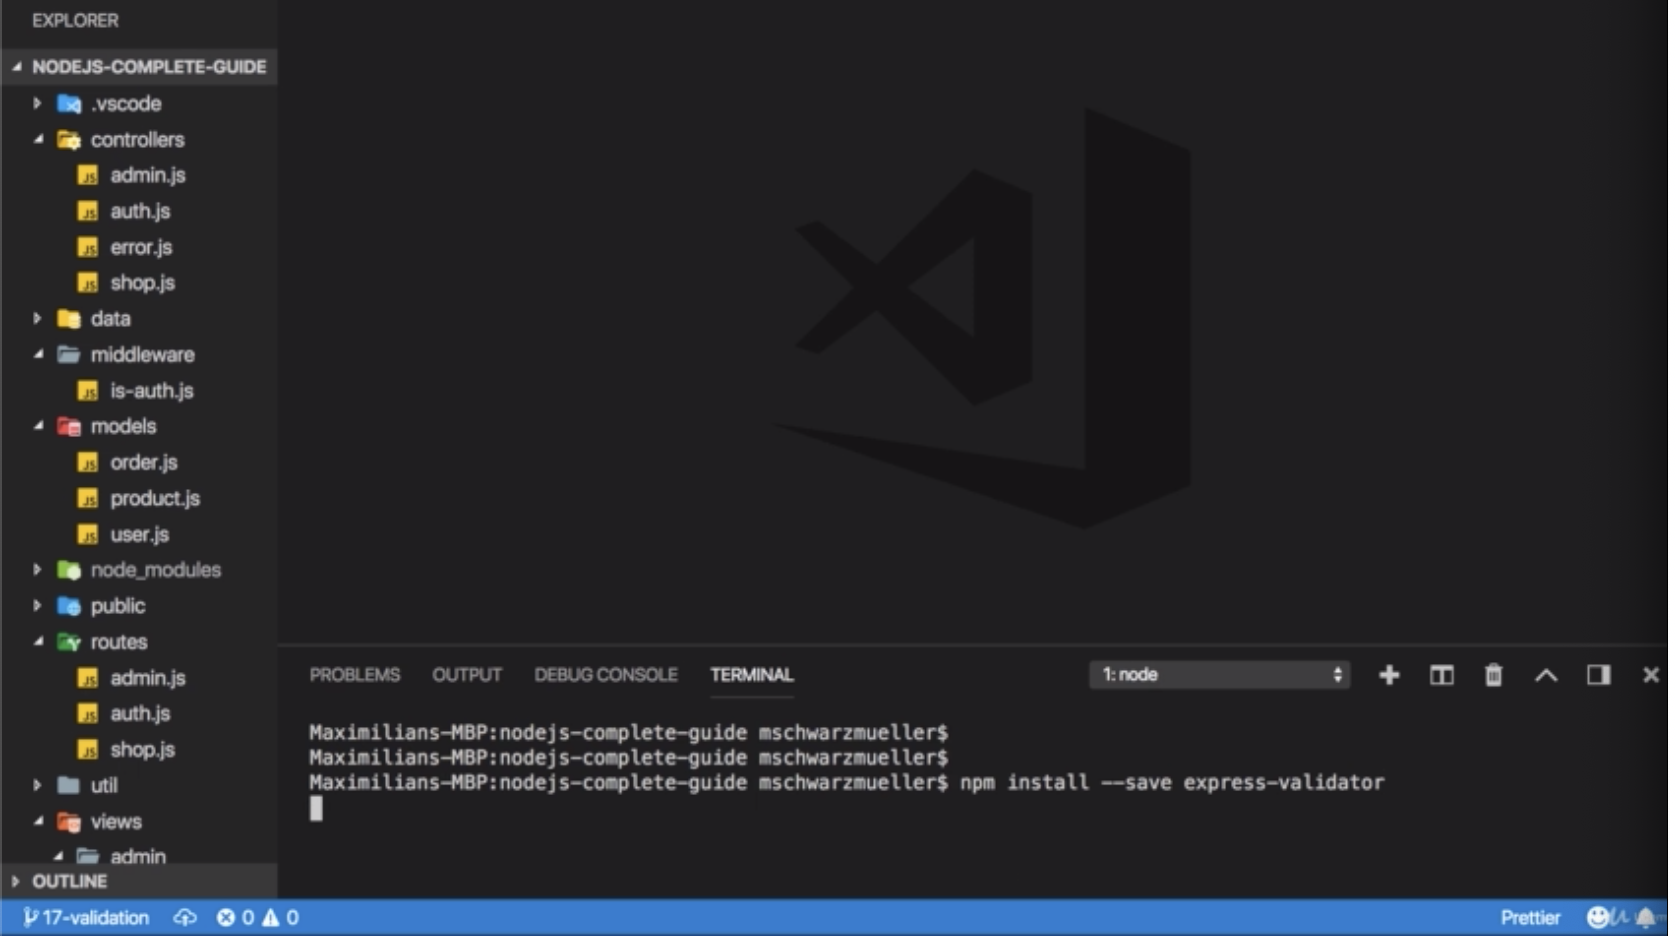 EXPLORER
NODEJS-COMPLETE-GUIDE
.vscode
controllers
admin.js
auth.js
error.js
shop.js
data
middleware
is-auth.js
models
order.js
product.js
user.js
node_modules
public
routes
admin.js
auth.js
shop.js
util
views
admin
OUTLINE
PROBLEMS OUTPUT DEBUG CONSOLE TERMINAL 1: node
Maximilians-MBP:nodejs-complete-guide mschwarzmueller$
Maximilians-MBP:nodejs-complete-guide mschwarzmueller$
Maximilians-MBP:nodejs-complete-guide mschwarzmueller$ npm install --save express-validator
17-validation 0 0 Prettier